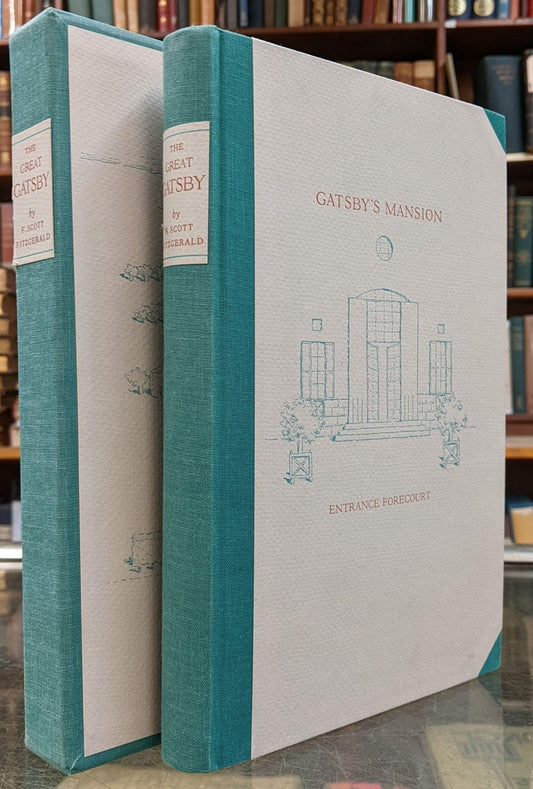 THE
GREAT
GATSBY
by
F. SCOTT
FITZGERALD
THE
GREAT
GATSBY
by
F. SCOTT
FITZGERALD
GATSBY'S MANSION
ENTRANCE FORECOURT